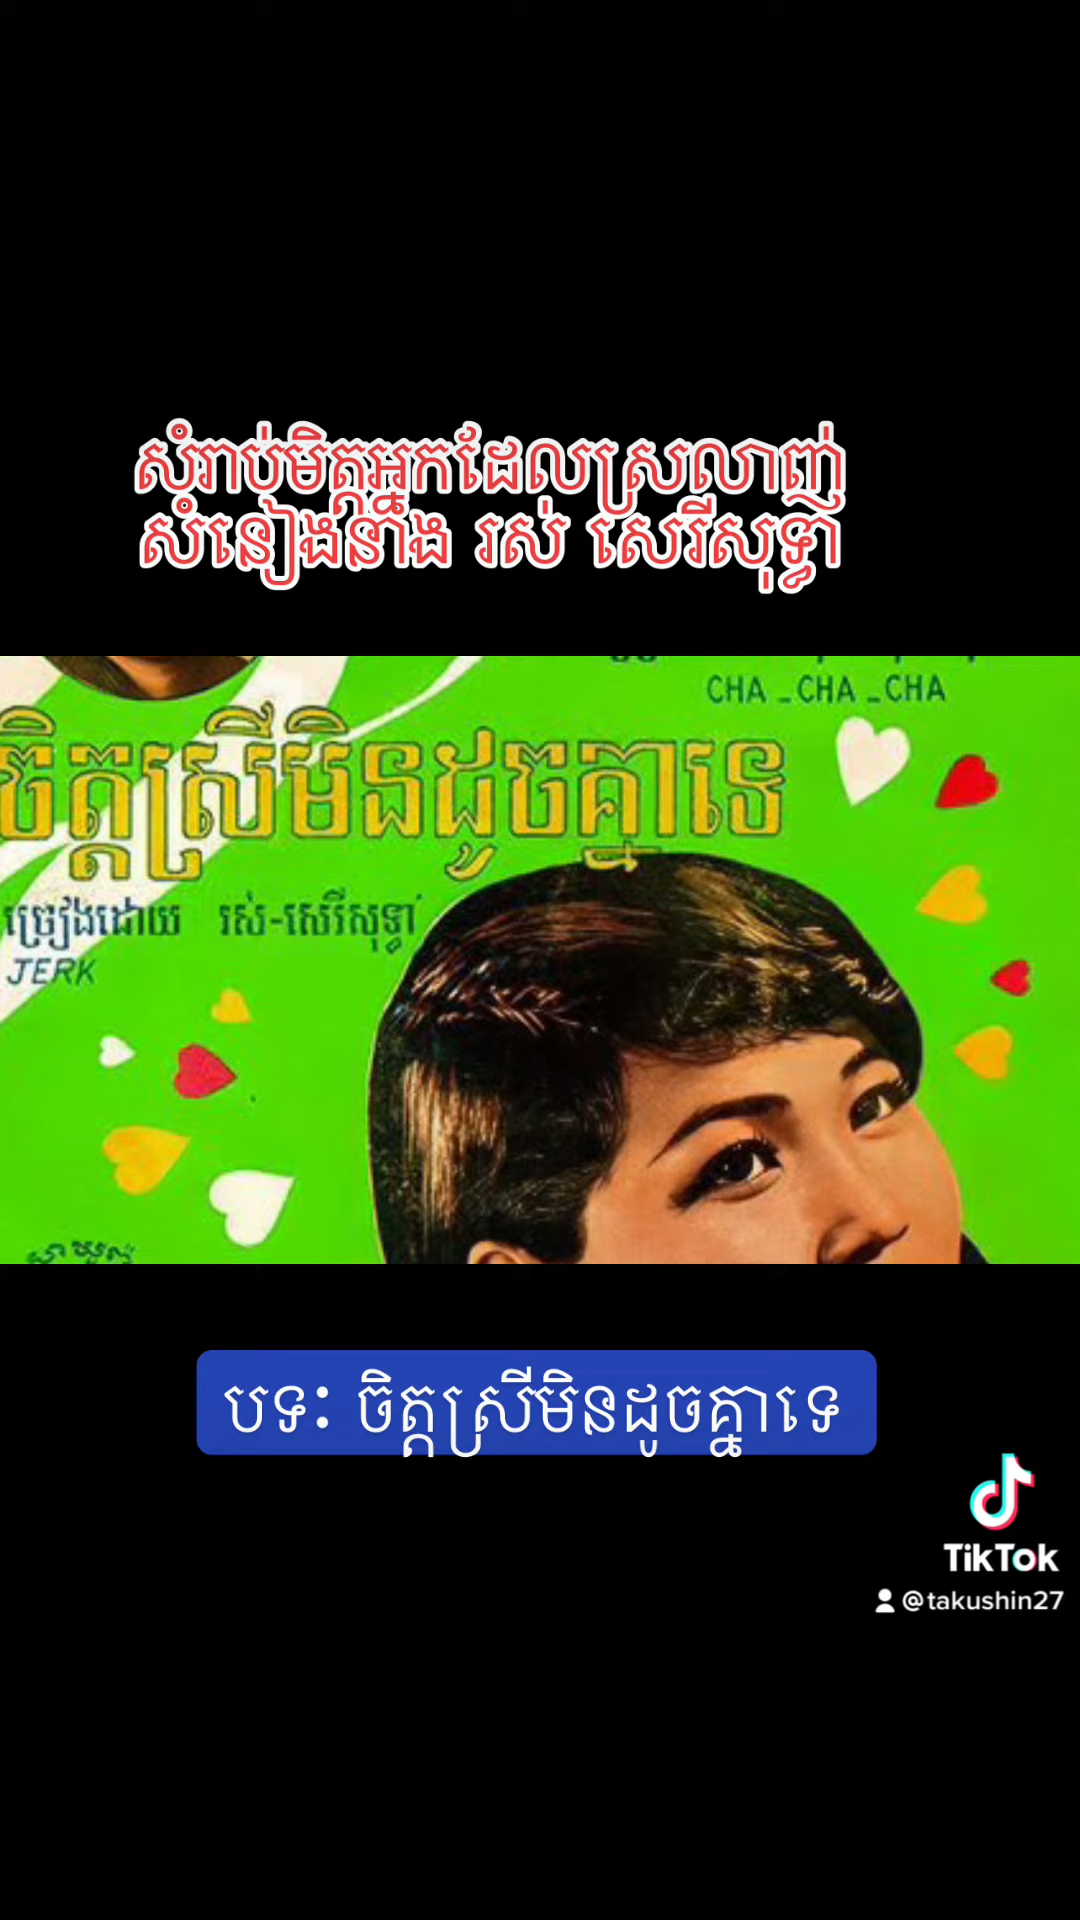 សំរាប់មិត្តអ្នកដែលស្រលាញ់
សំនៀងនាង រស់ សេរីសុទ្ធា
CHA _ CHA _ CHA
ចិត្តស្រីមិនដូចគ្នាទេ
ច្រៀងដោយ រស់-សេរីសុទ្ធា
JERK
បទ: ចិត្តស្រីមិនដូចគ្នាទេ
TikTok
@takushin27